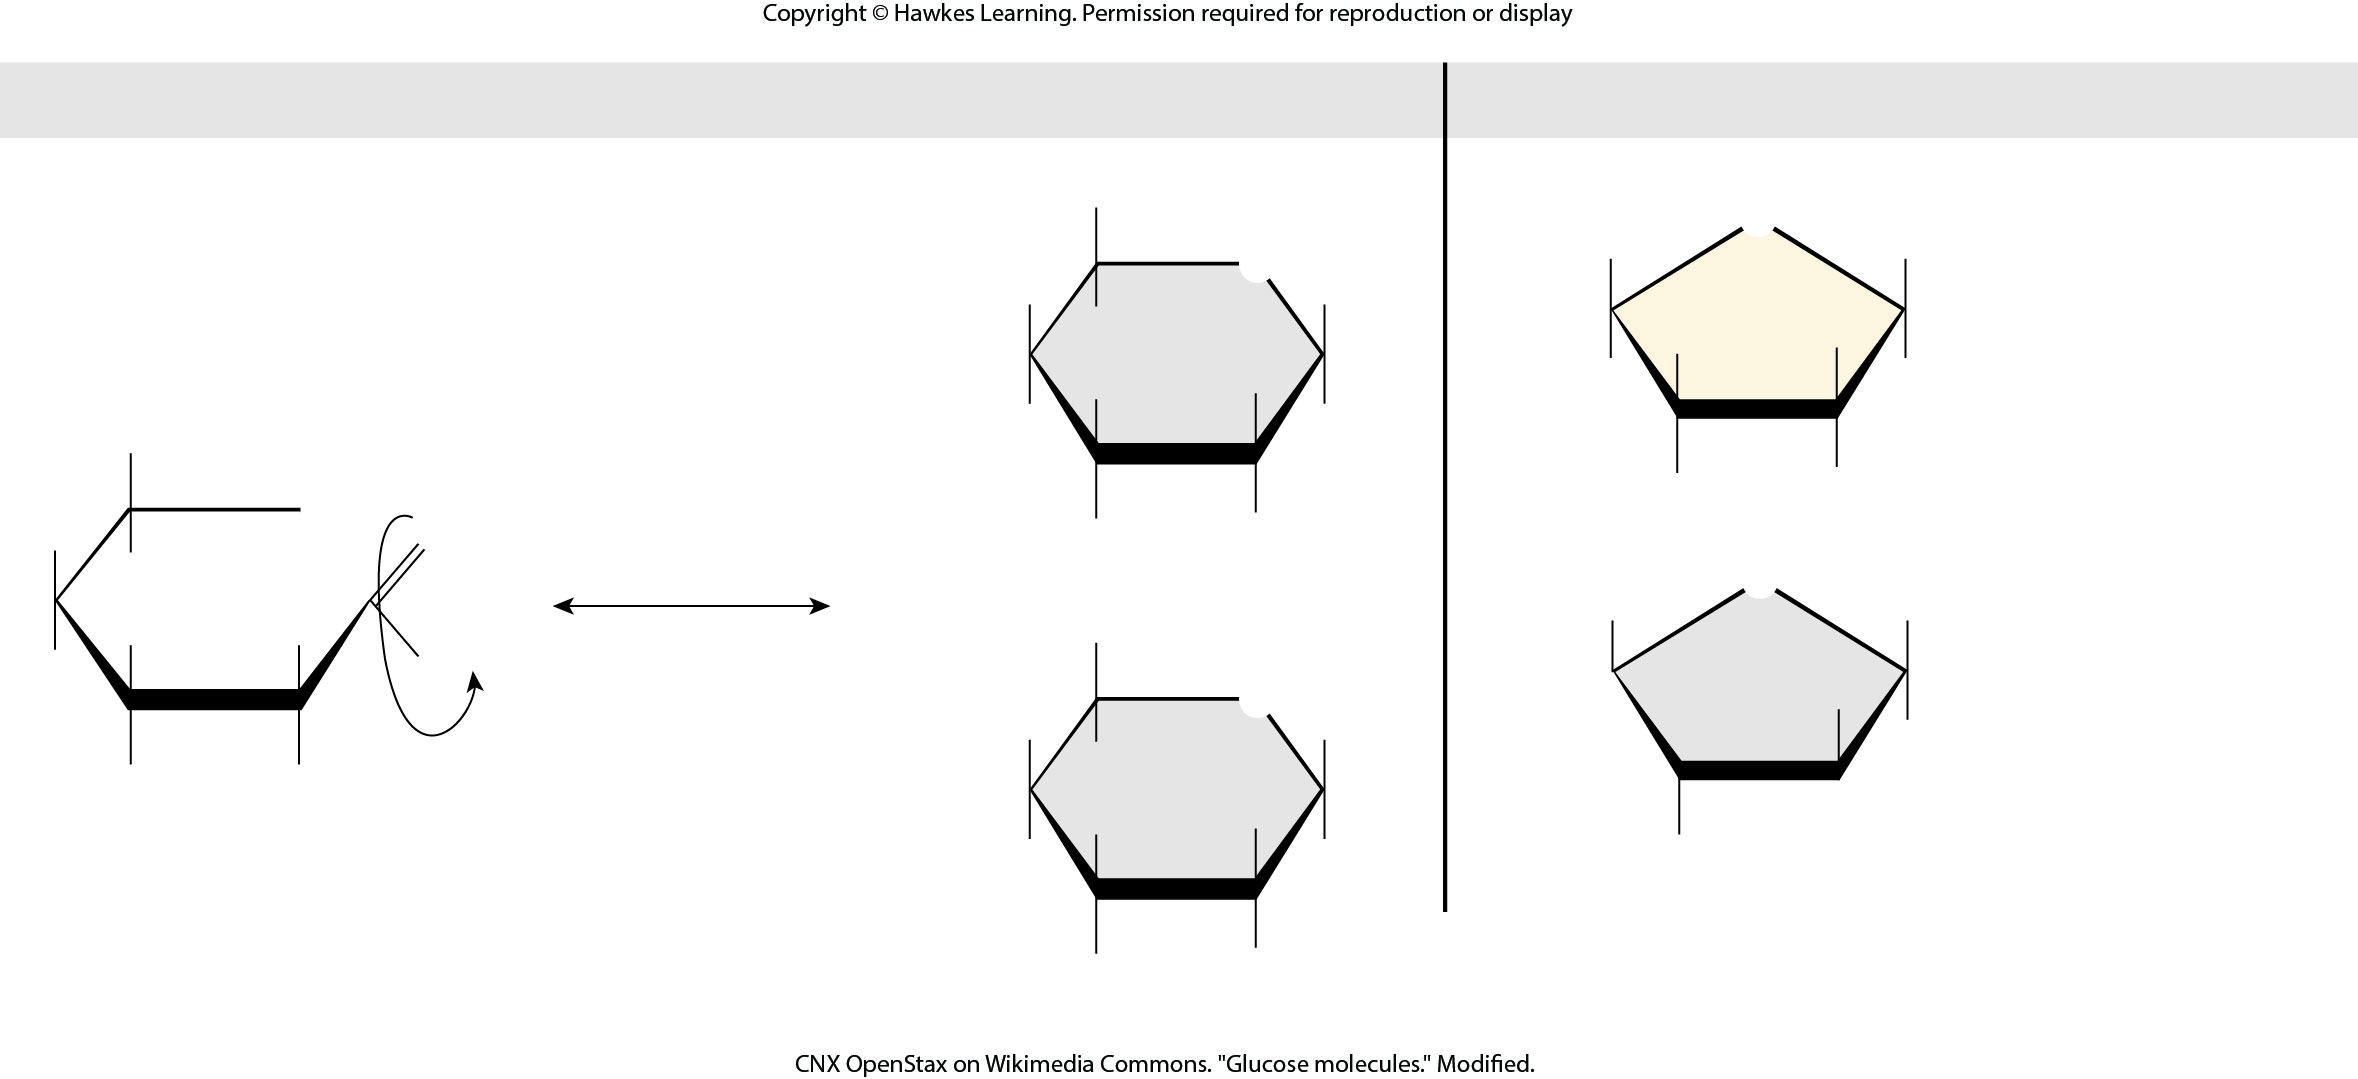 Copyright © Hawkes Learning. Permission required for reproduction or display
CNX OpenStax on Wikimedia Commons. "Glucose molecules." Modified.